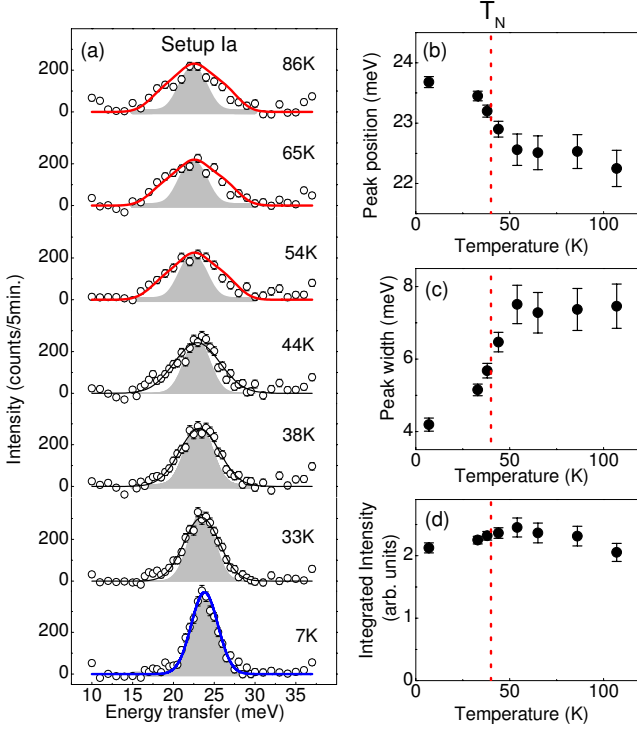 T_N
(a)
Setup Ia
86K
65K
54K
44K
38K
33K
7K
200
0
200
0
200
0
200
0
200
0
200
0
200
0
Intensity (counts/5min.)
10 15 20 25 30 35
Energy transfer (meV)
(b)
24
23
22
Peak position (meV)
0 50 100
Temperature (K)
(c)
8
6
4
Peak width (meV)
0 50 100
Temperature (K)
(d)
2
0
Integrated Intensity
(arb. units)
0 50 100
Temperature (K)